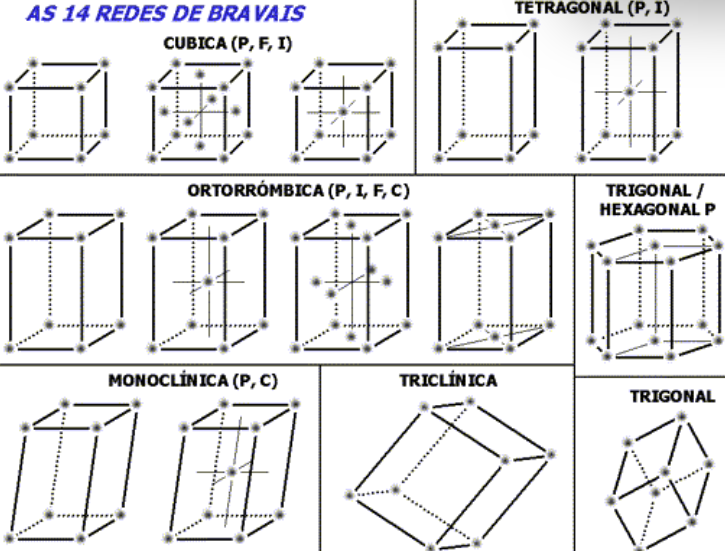 AS 14 REDES DE BRAVAIS
CUBICA (P, F, I)
TETRAGONAL (P, I)
ORTORRÓMBICA (P, I, F, C)
TRIGONAL /
HEXAGONAL P
MONOCLÍNICA (P, C)
TRICLÍNICA
TRIGONAL